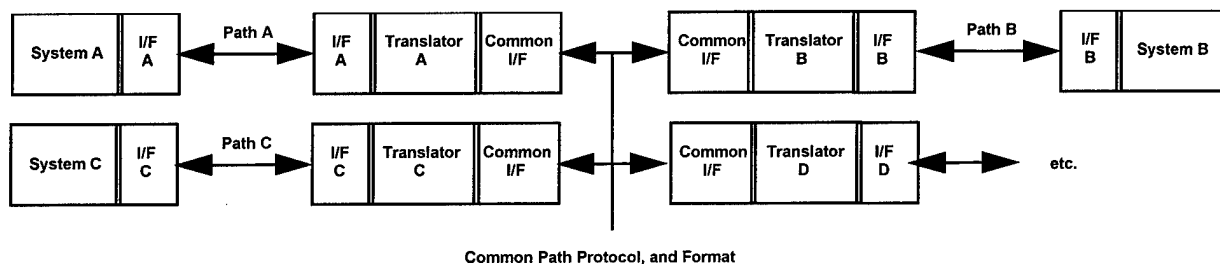 System A
I/F
A
Path A
I/F
A
Translator
A
Common
I/F
Common
I/F
Translator
B
I/F
B
Path B
I/F
B
System B
System C
I/F
C
Path C
I/F
C
Translator
C
Common
I/F
Common
I/F
Translator
D
I/F
D
etc.
Common Path Protocol, and Format